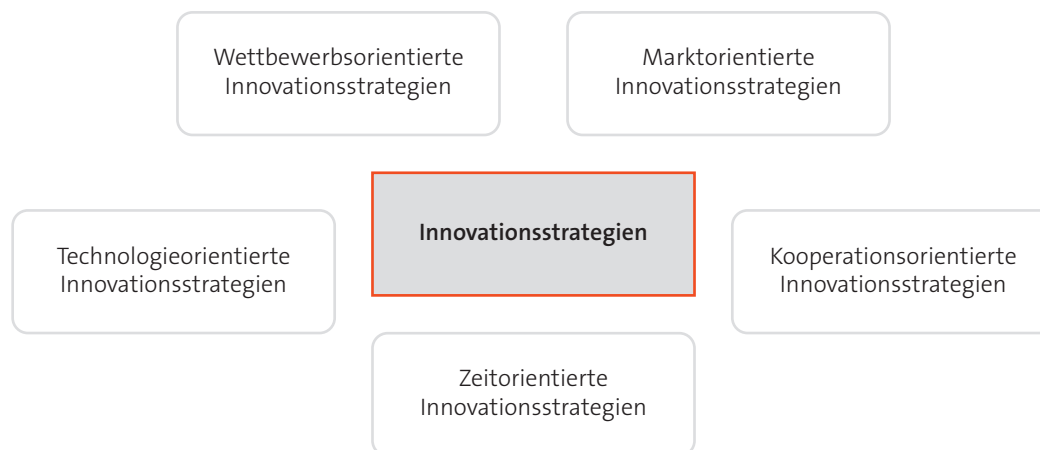 Wettbewerbsorientierte
Innovationsstrategien
Marktorientierte
Innovationsstrategien
Innovationsstrategien
Technologieorientierte
Innovationsstrategien
Kooperationsorientierte
Innovationsstrategien
Zeitorientierte
Innovationsstrategien